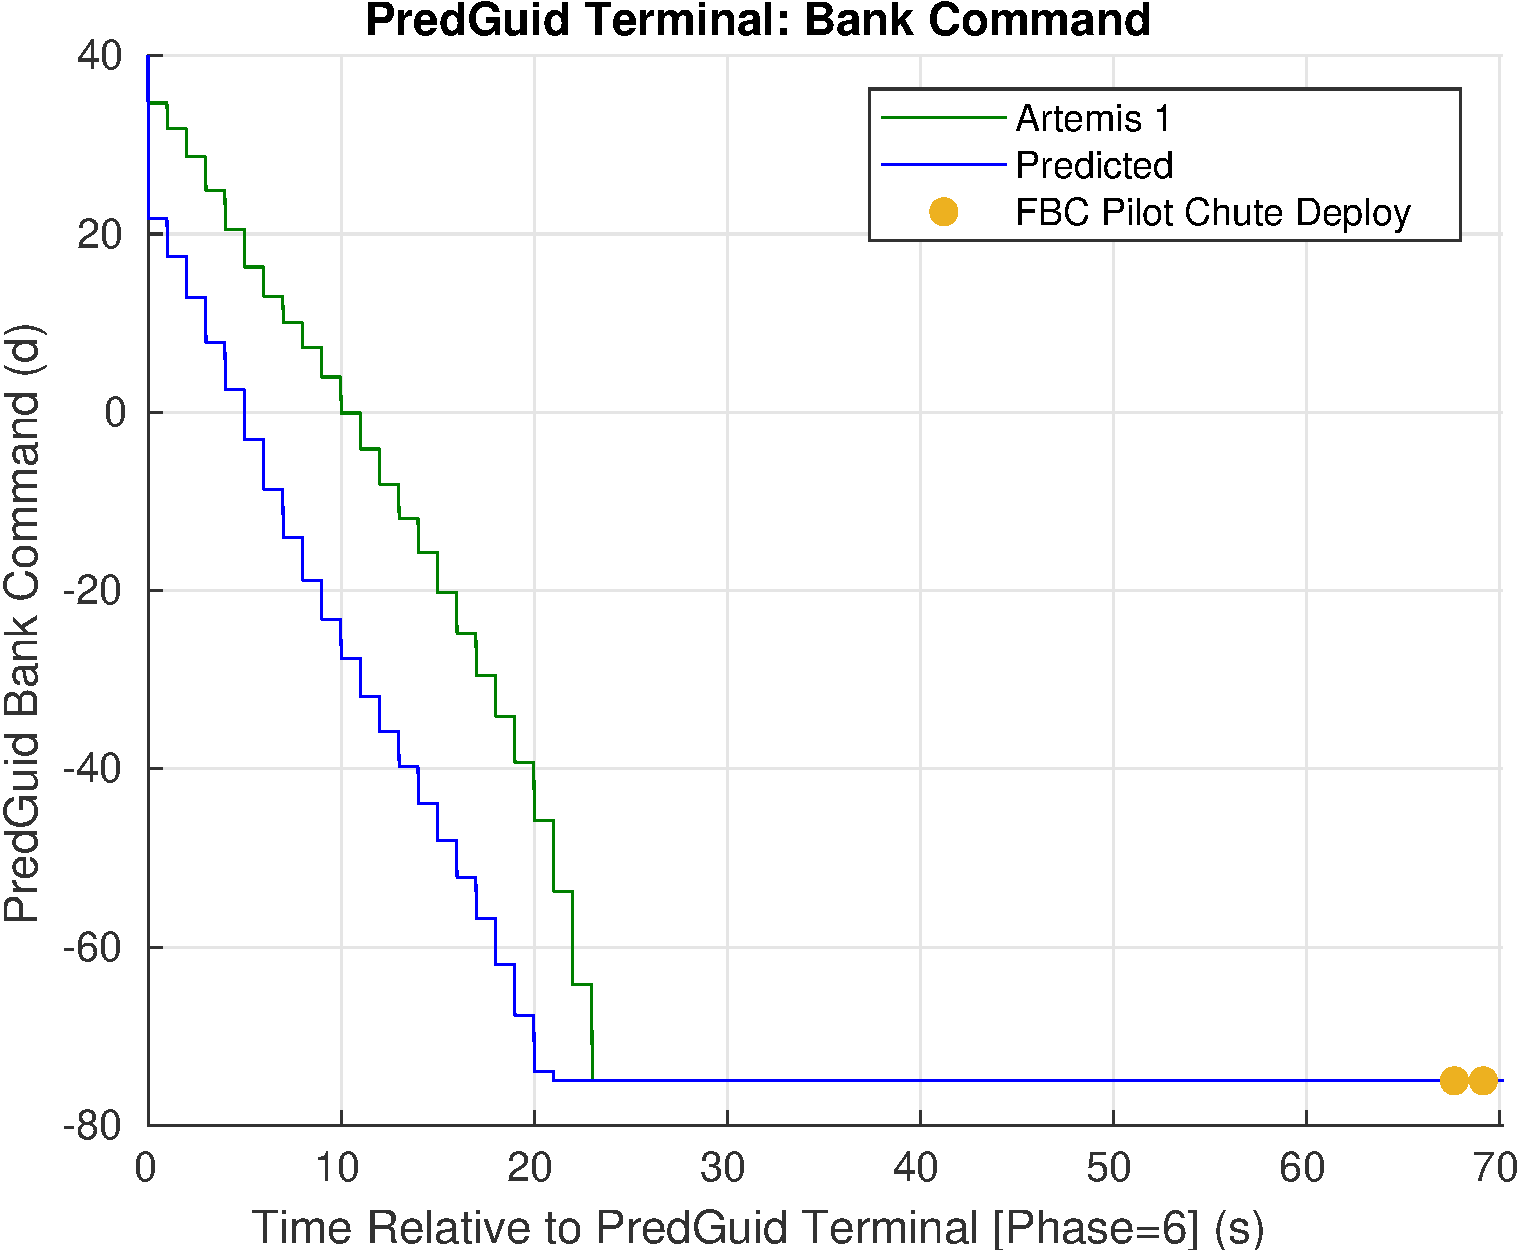 PredGuid Terminal: Bank Command
Artemis 1
Predicted
FBC Pilot Chute Deploy
PredGuid Bank Command (d)
40
20
0
-20
-40
-60
-80
0 10 20 30 40 50 60 70
Time Relative to PredGuid Terminal [Phase=6] (s)